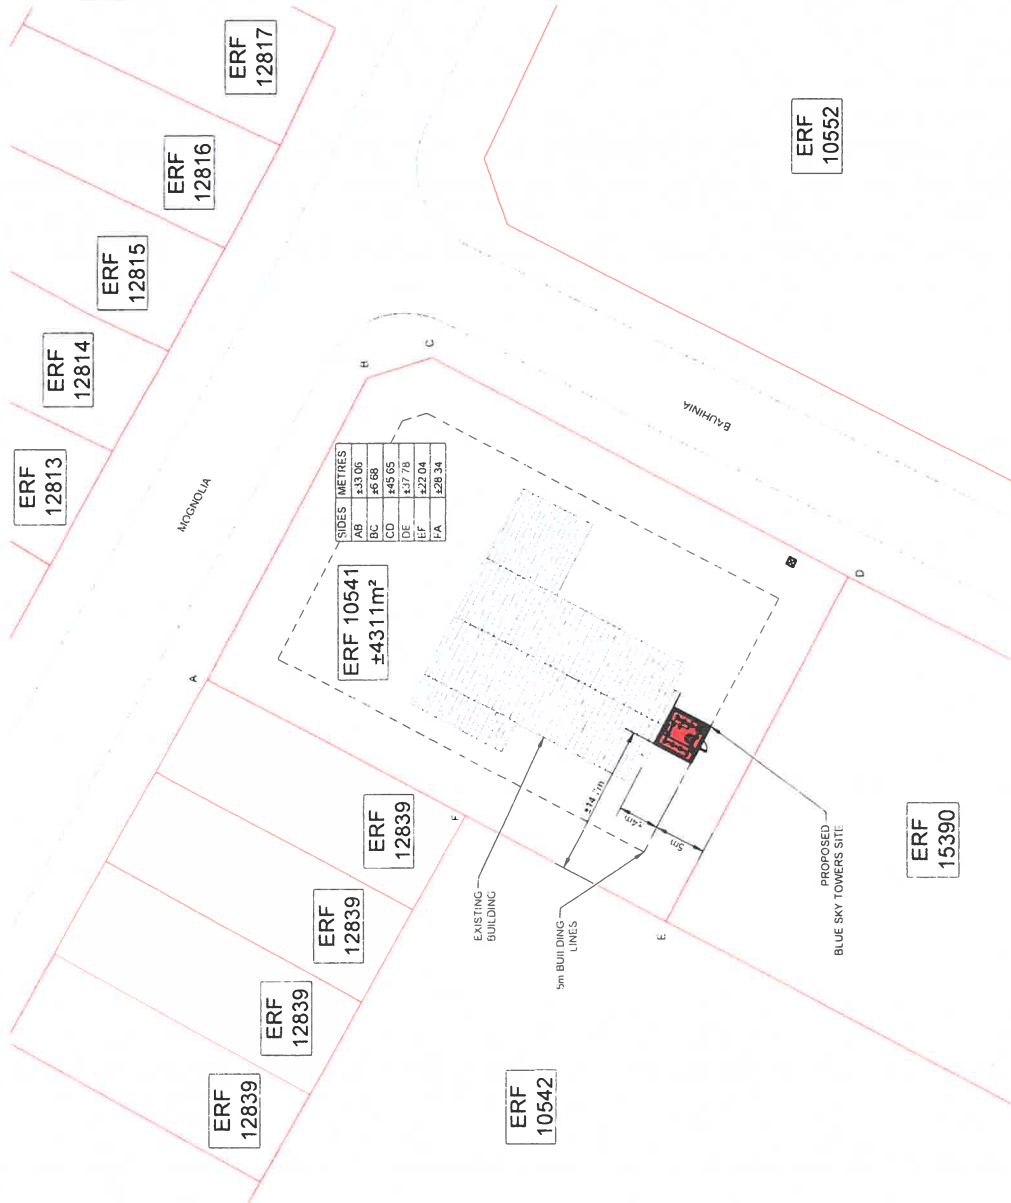 ERF
12817
ERF
12816
ERF
12815
ERF
12814
ERF
12813
MOGNOLIA
ERF
10552
BAUHINIA
A
B
C
D
E
F
SIDES METRES
AB ±33.06
BC ±6.68
CD ±45.65
DE ±37.78
EF ±22.04
FA ±28.34
ERF 10541
±4311m²
ERF
12839
ERF
12839
ERF
12839
ERF
12839
EXISTING
BUILDING
5m BUILDING
LINES
±4m
5m
PROPOSED
BLUE SKY TOWERS SITE
ERF
15390
ERF
10542